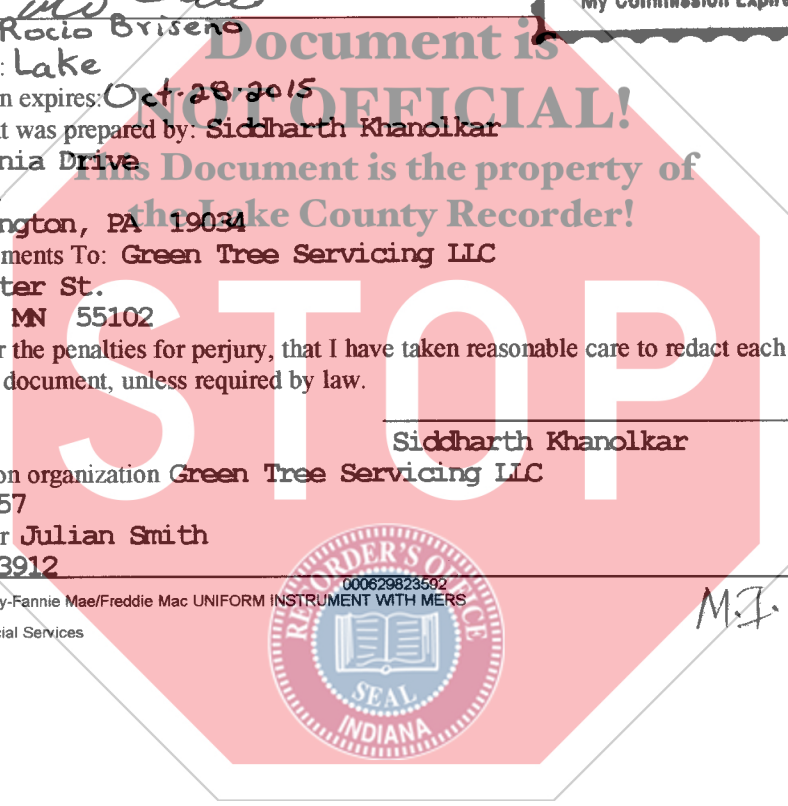 My Commission Expire
Rocio Briseno
Document is
: Lake
n expires: Oct-28-2015
NOT OFFICIAL!
t was prepared by: Siddharth Khanolkar
nia Drive
This Document is the property of
ngton, PA 19034
the Lake County Recorder!
ments To: Green Tree Servicing LLC
ter St.
MN 55102
STOP
r the penalties for perjury, that I have taken reasonable care to redact each
document, unless required by law.
Siddharth Khanolkar
on organization Green Tree Servicing LLC
57
r Julian Smith
3912
000629823592
y-Fannie Mae/Freddie Mac UNIFORM INSTRUMENT WITH MERS
M.I.
cial Services
RECORDER'S OFFICE
SEAL
INDIANA